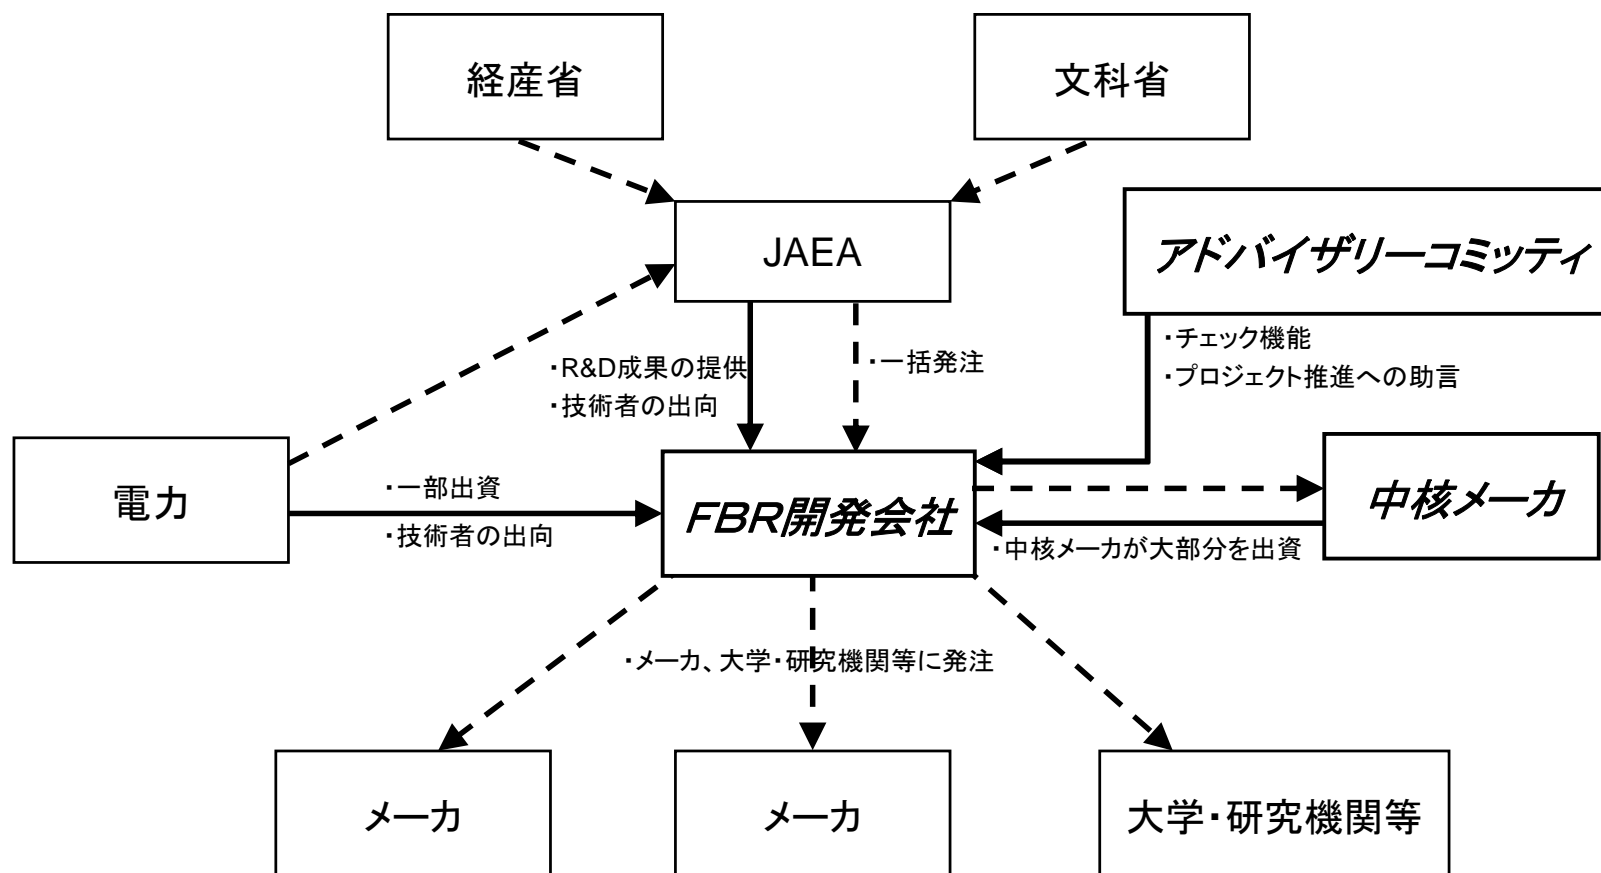 経産省
文科省
JAEA
アドバイザリーコミッティ
・R&D成果の提供
・技術者の出向
・一括発注
・チェック機能
・プロジェクト推進への助言
電力
・一部出資
・技術者の出向
FBR開発会社
中核メーカ
・中核メーカが大部分を出資
・メーカ、大学・研究機関等に発注
メーカ
メーカ
大学・研究機関等